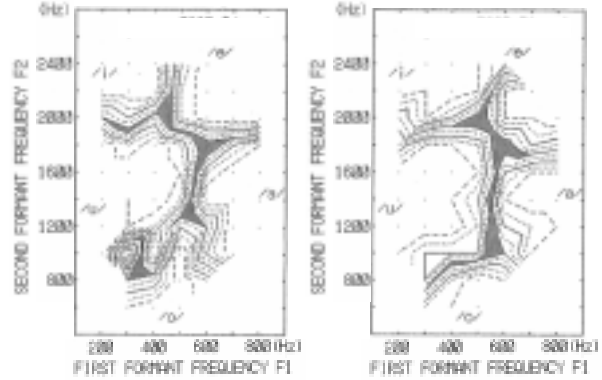 (Hz)
2400
2000
1600
1200
800
SECOND FORMANT FREQUENCY F2
/i/
/e/
/a/
/u/
/o/
200 400 600 800(Hz)
FIRST FORMANT FREQUENCY F1
(Hz)
2400
2000
1600
1200
800
SECOND FORMANT FREQUENCY F2
/i/
/e/
/a/
/u/
/o/
200 400 600 800(Hz)
FIRST FORMANT FREQUENCY F1